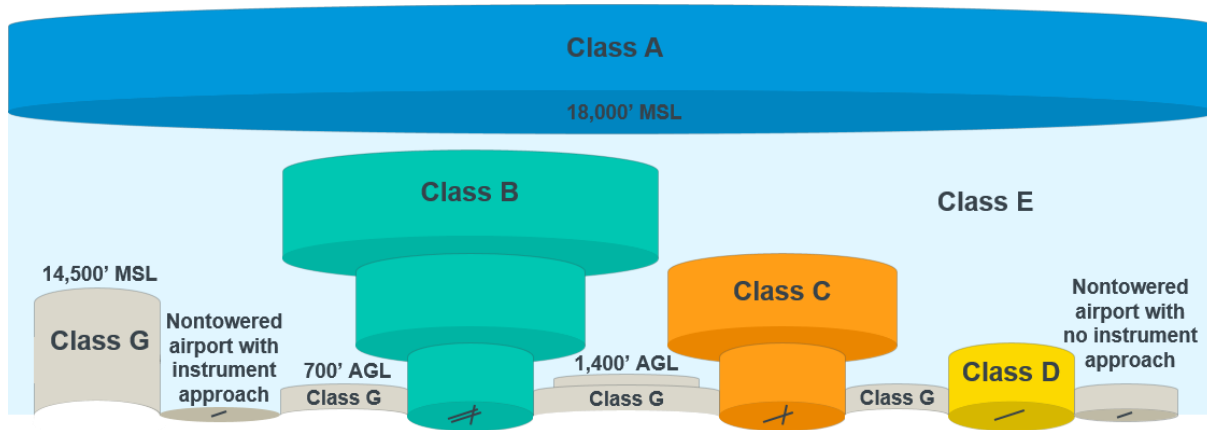 Class A
18,000’ MSL
Class B
Class E
14,500’ MSL
Class G
Nontowered
airport with
instrument
approach
700’ AGL
Class G
1,400’ AGL
Class G
Class C
Class G
Class D
Nontowered
airport with
no instrument
approach